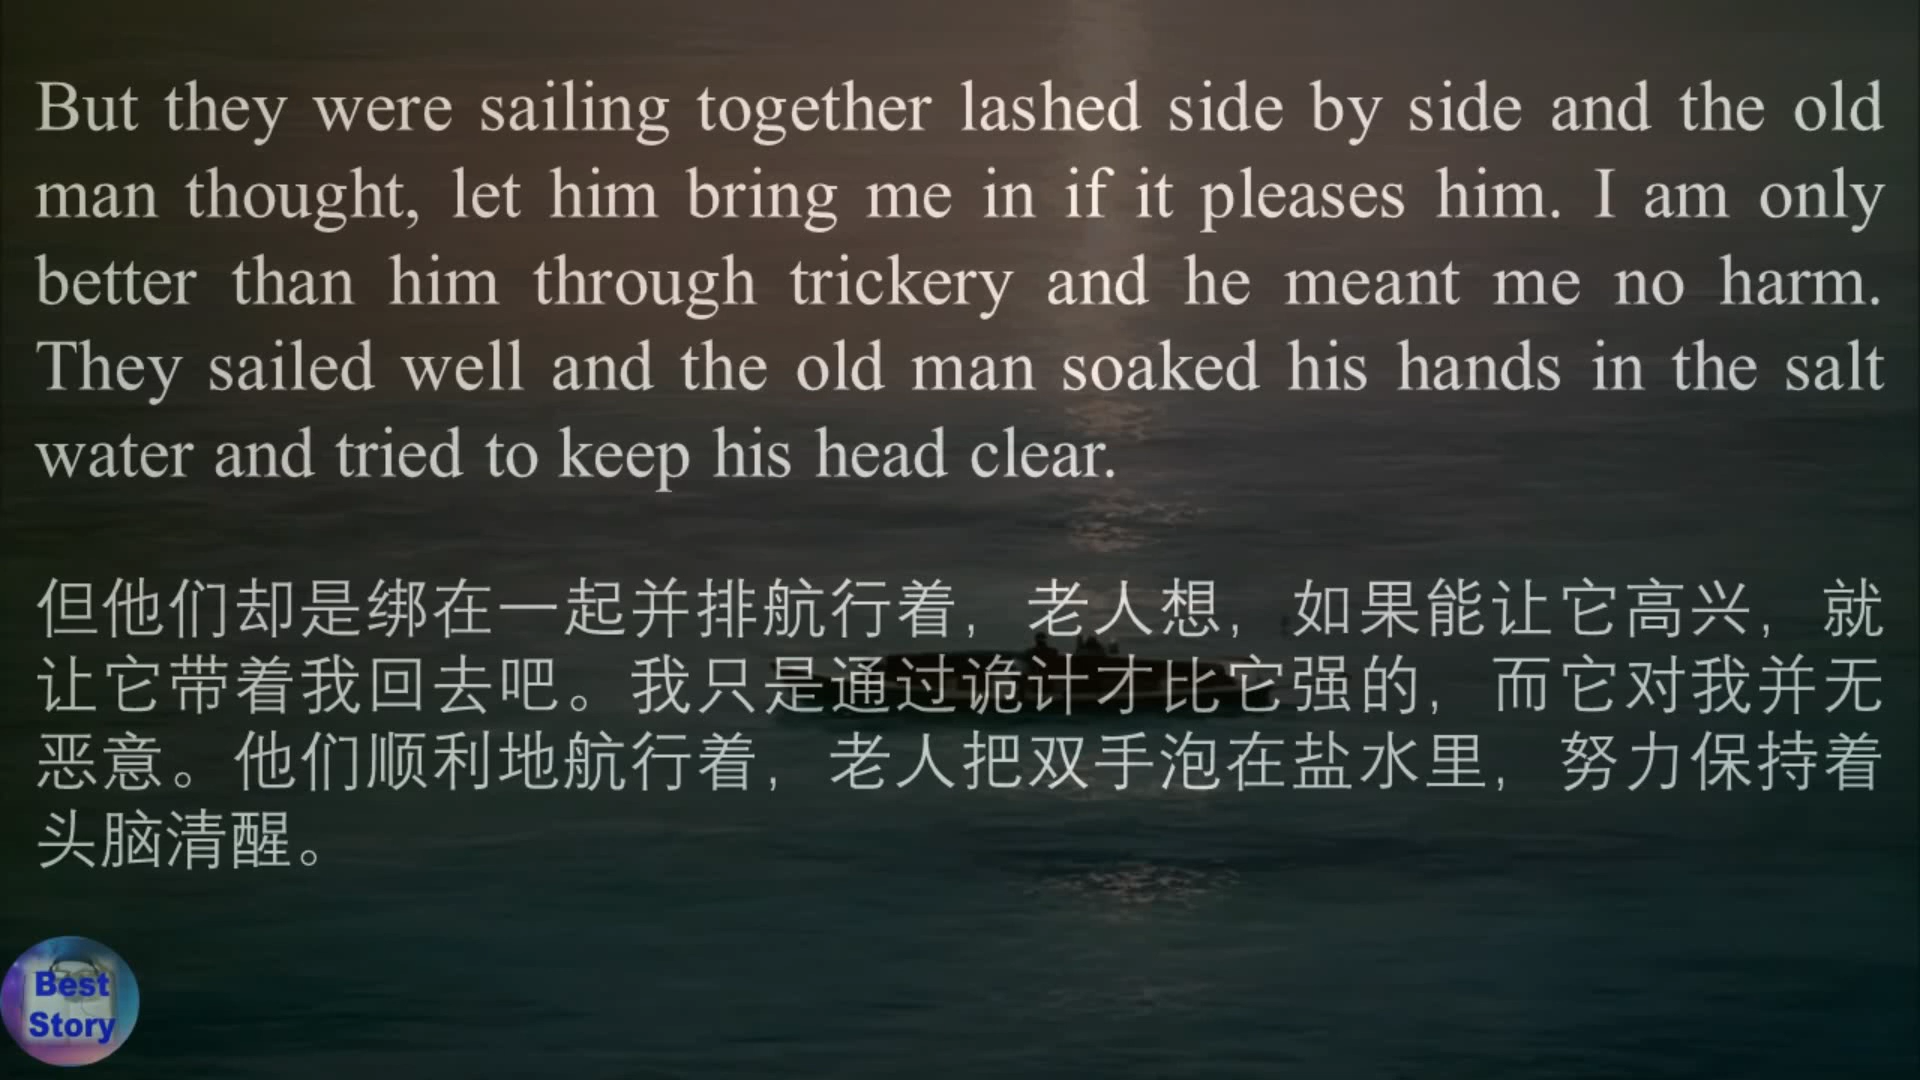 But they were sailing together lashed side by side and the old
man thought, let him bring me in if it pleases him. I am only
better than him through trickery and he meant me no harm.
They sailed well and the old man soaked his hands in the salt
water and tried to keep his head clear.
但他们却是绑在一起并排航行着，老人想，如果能让它高兴，就
让它带着我回去吧。我只是通过诡计才比它强的，而它对我并无
恶意。他们顺利地航行着，老人把双手泡在盐水里，努力保持着
头脑清醒。
Best
Story